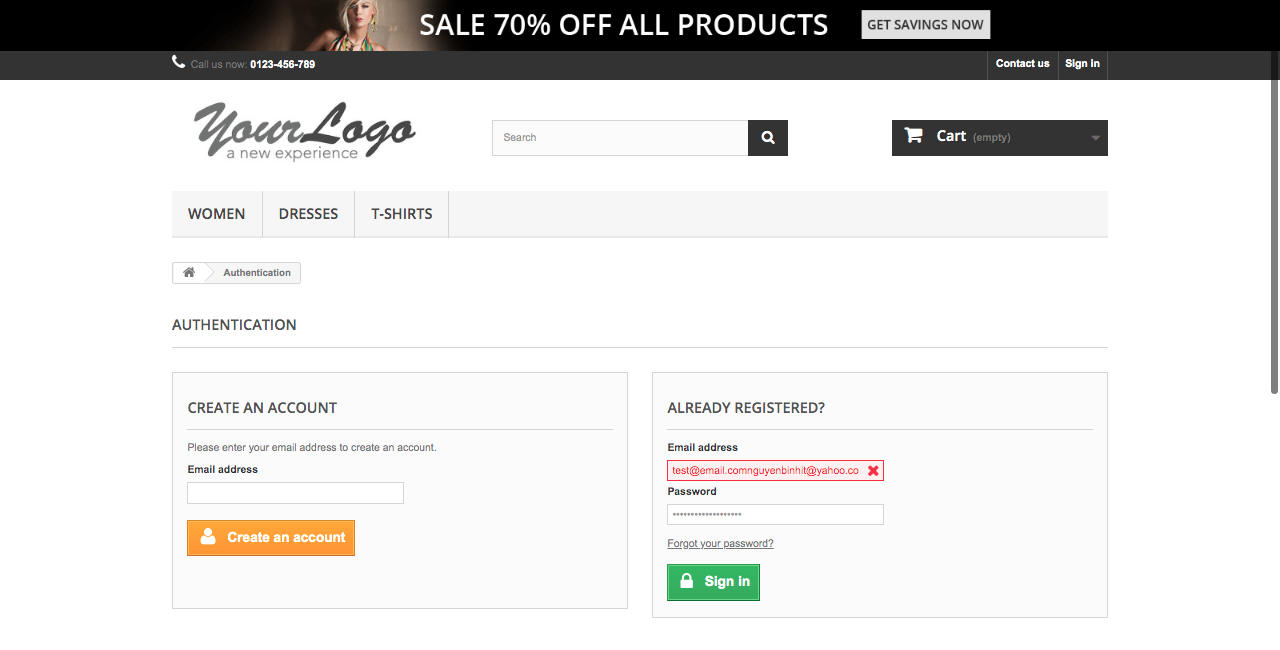 SALE 70% OFF ALL PRODUCTS GET SAVINGS NOW
Call us now: 0123-456-789 Contact us Sign in
YourLogo
a new experience
Search
Cart (empty)
WOMEN DRESSES T-SHIRTS
Authentication
AUTHENTICATION
CREATE AN ACCOUNT
Please enter your email address to create an account.
Email address
Create an account
ALREADY REGISTERED?
Email address
test@email.comnguyenbinhit@yahoo.co
Password
••••••••••••••••••
Forgot your password?
Sign in